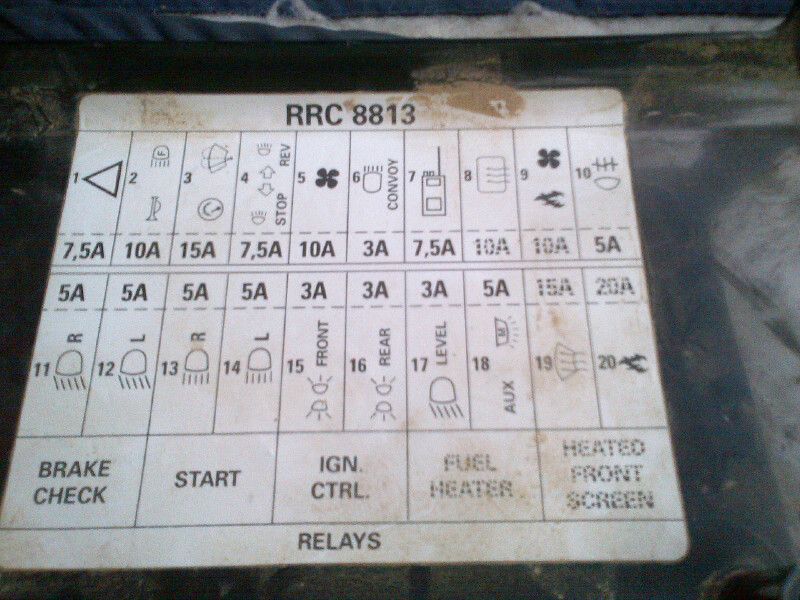 RRC 8813
1 2 3 4 REV STOP 5 6 CONVOY 7 8 9 10
7,5A 10A 15A 7,5A 10A 3A 7,5A 10A 10A 5A
5A 5A 5A 5A 3A 3A 3A 5A 15A 20A
11 R 12 L 13 R 14 L 15 FRONT 16 REAR 17 LEVEL 18 AUX 19 20
BRAKE
CHECK
START
IGN.
CTRL.
FUEL
HEATER
HEATED
FRONT
SCREEN
RELAYS